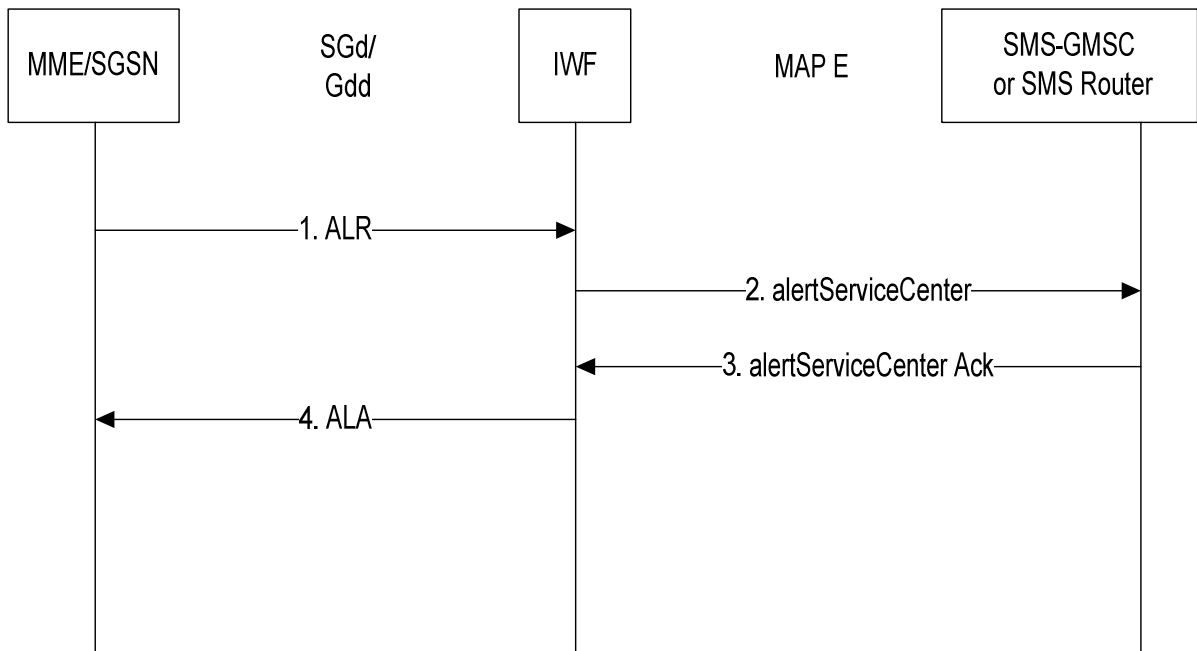 MME/SGSN
SGd/
Gdd
IWF
MAP E
SMS-GMSC
or SMS Router
1. ALR
2. alertServiceCenter
3. alertServiceCenter Ack
4. ALA